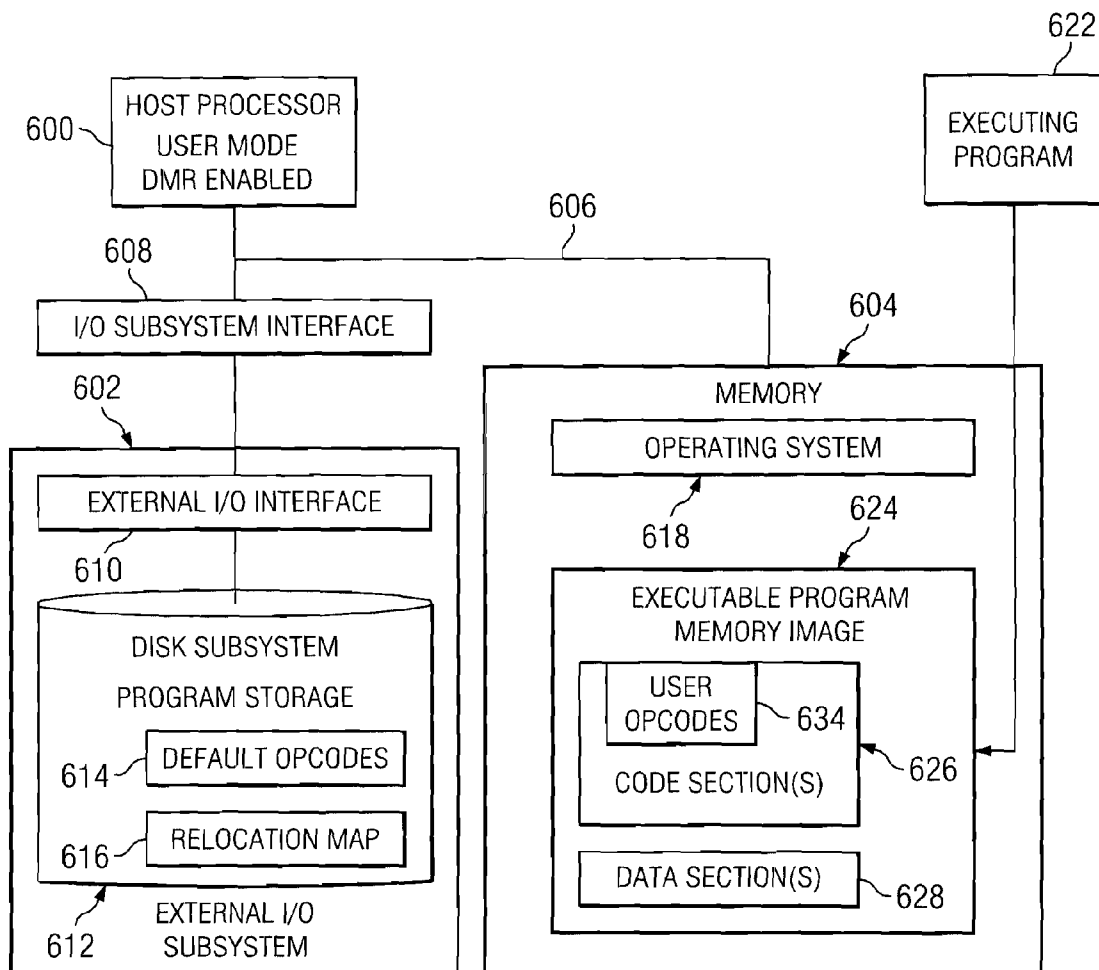 622
HOST PROCESSOR
USER MODE
DMR ENABLED
600
EXECUTING
PROGRAM
606
608
I/O SUBSYSTEM INTERFACE
604
602
MEMORY
OPERATING SYSTEM
618
EXTERNAL I/O INTERFACE
610
624
EXECUTABLE PROGRAM
MEMORY IMAGE
DISK SUBSYSTEM
PROGRAM STORAGE
USER
OPCODES
634
614
DEFAULT OPCODES
CODE SECTION(S)
626
616
RELOCATION MAP
DATA SECTION(S)
628
612
EXTERNAL I/O
SUBSYSTEM